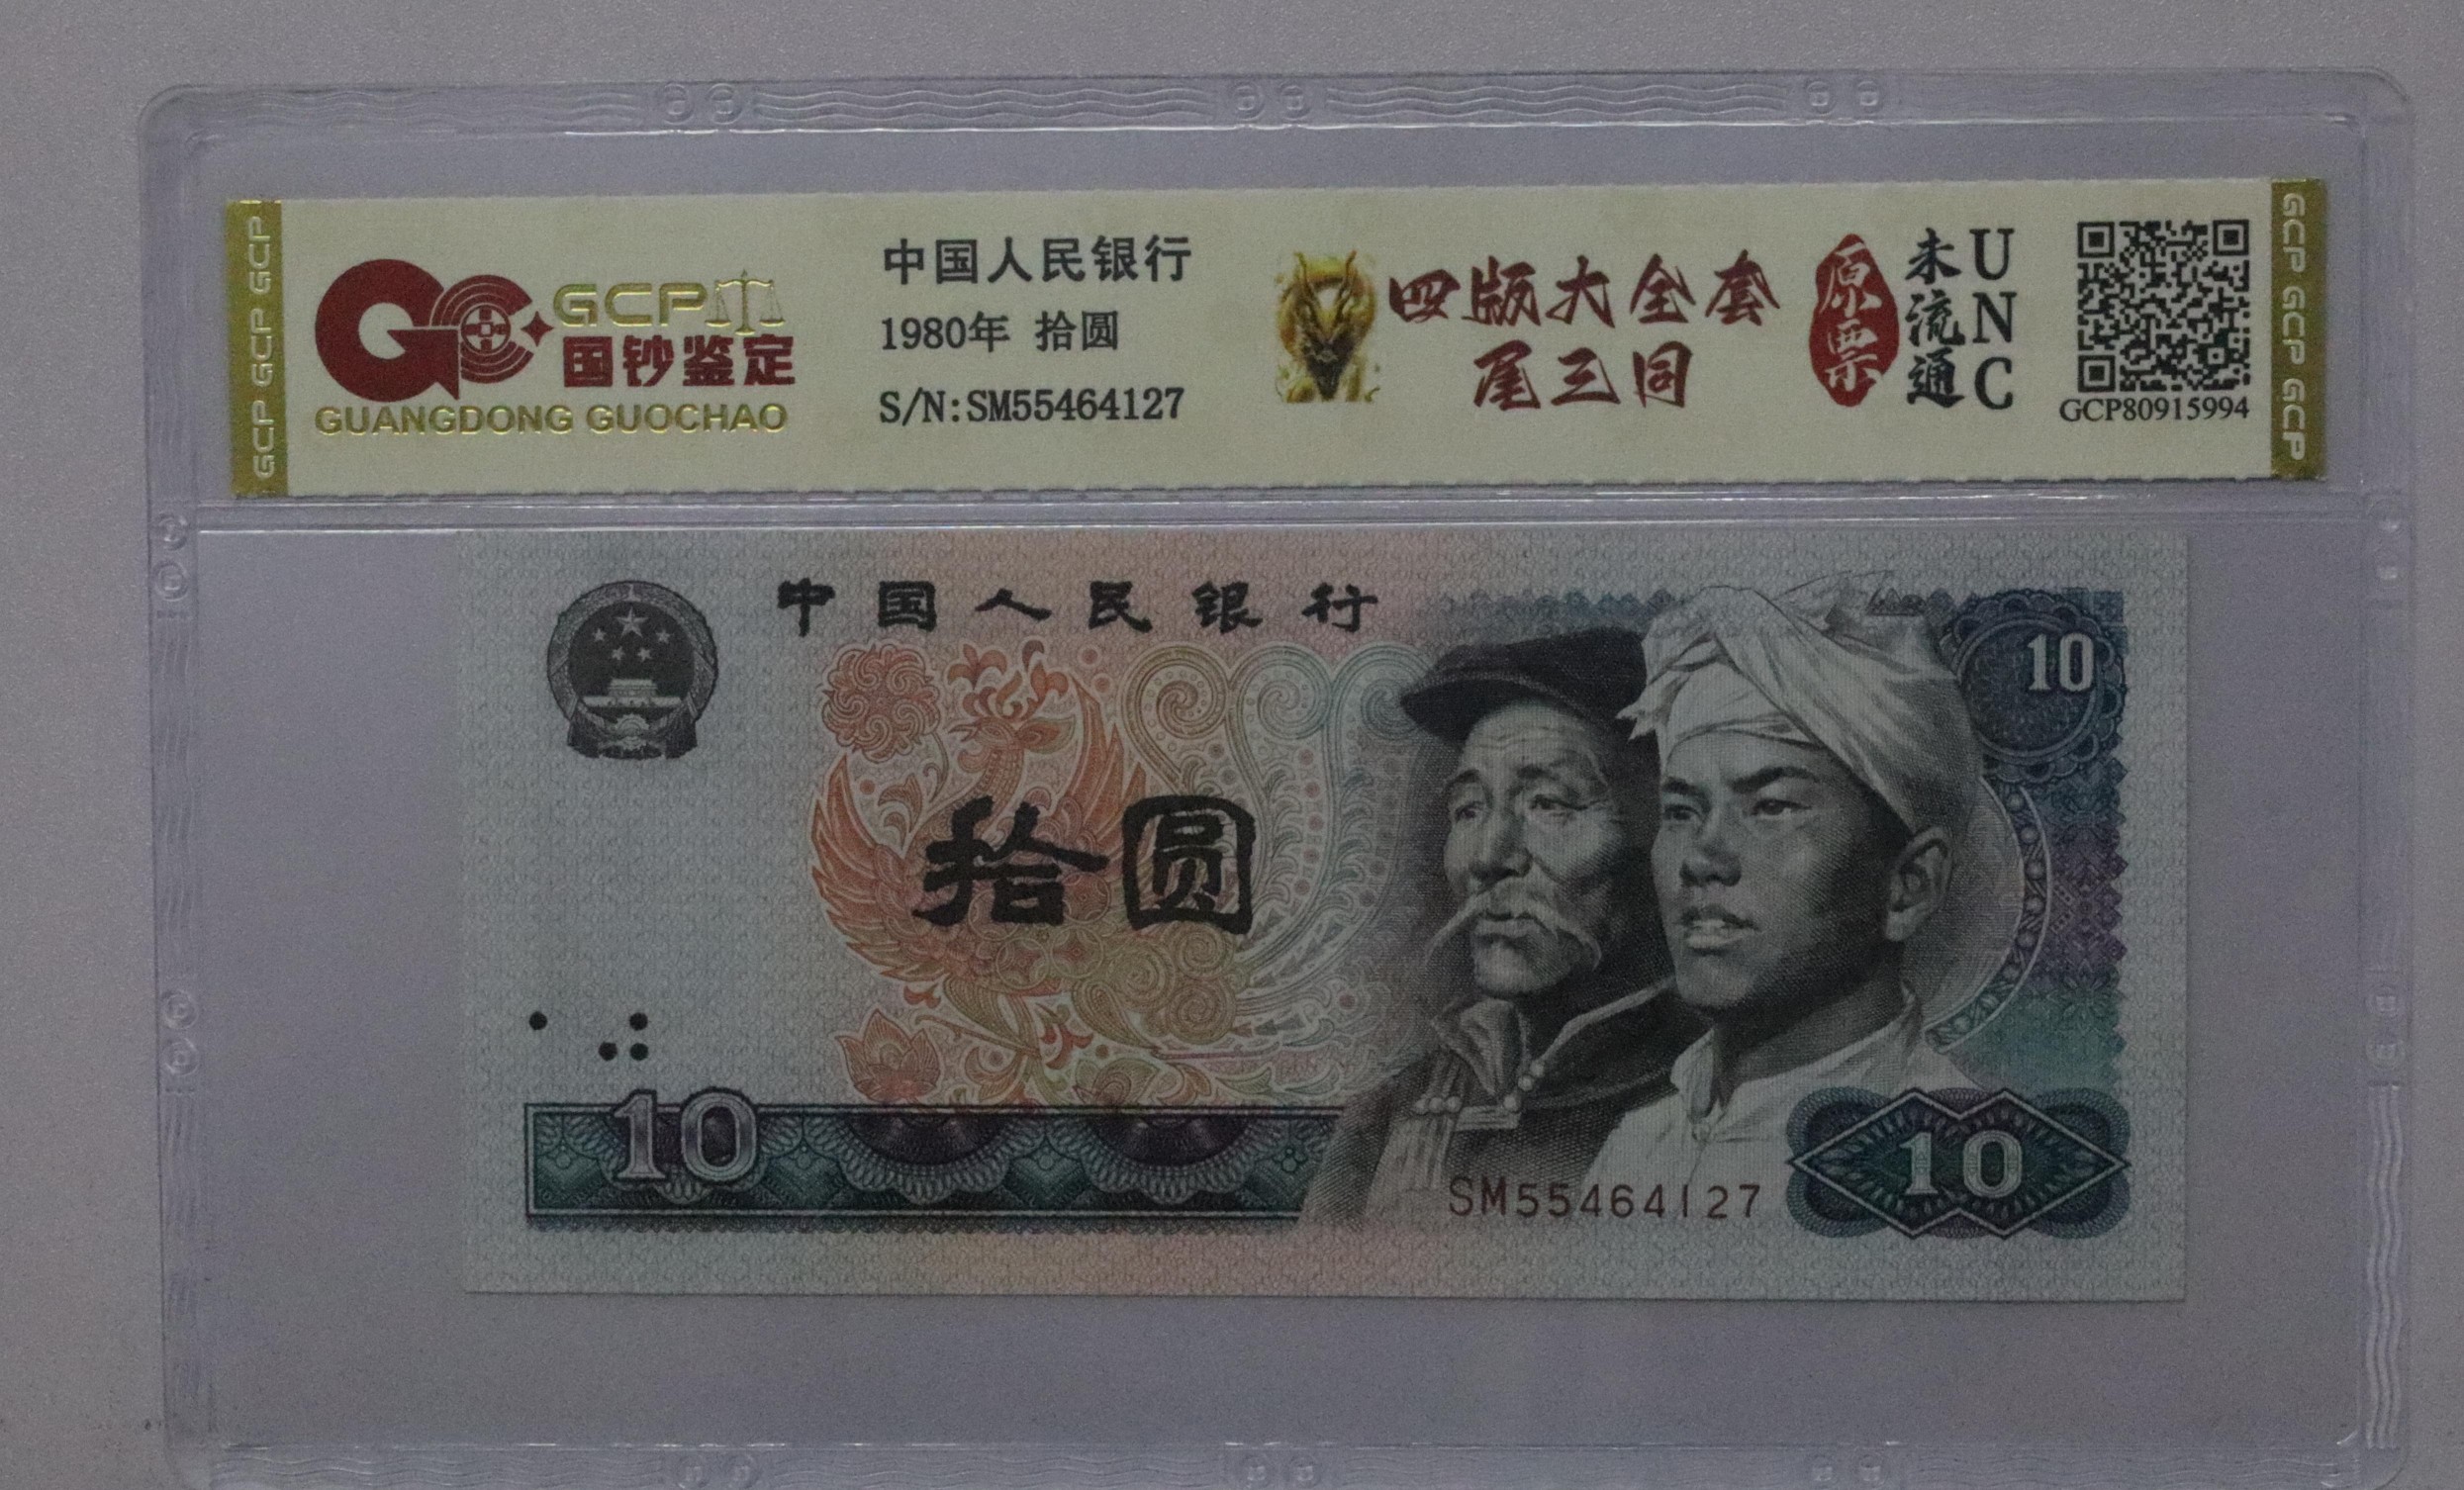 GCP GCP GCP
GCP
国钞鉴定
GUANGDONG GUOCHAO
中国人民银行
1980年 拾圆
S/N:SM55464127
四版大全套
尾三同
原票
未流通
UNC
GCP80915994
GCP GCP GCP
中国人民银行
10
拾圆
10
SM55464127
10